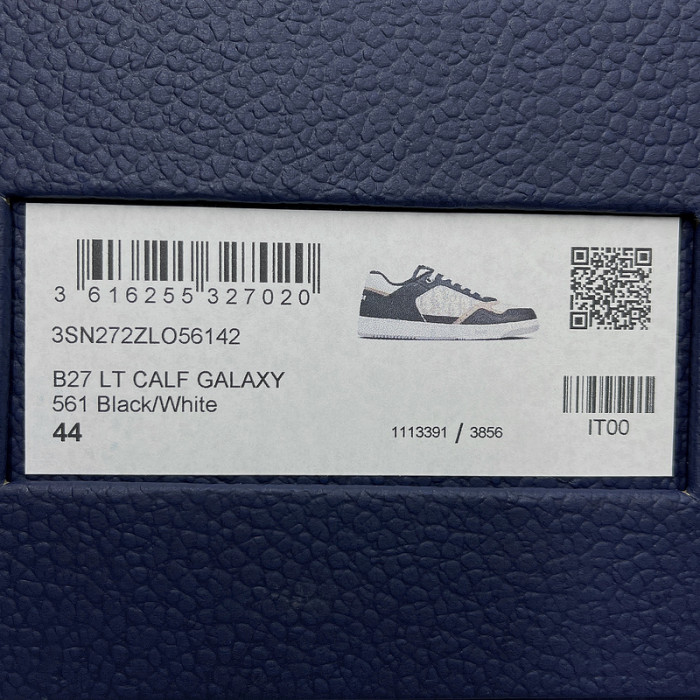 3 616255 327020
3SN272ZLO56142
B27 LT CALF GALAXY
561 Black/White
44
1113391 / 3856
IT00